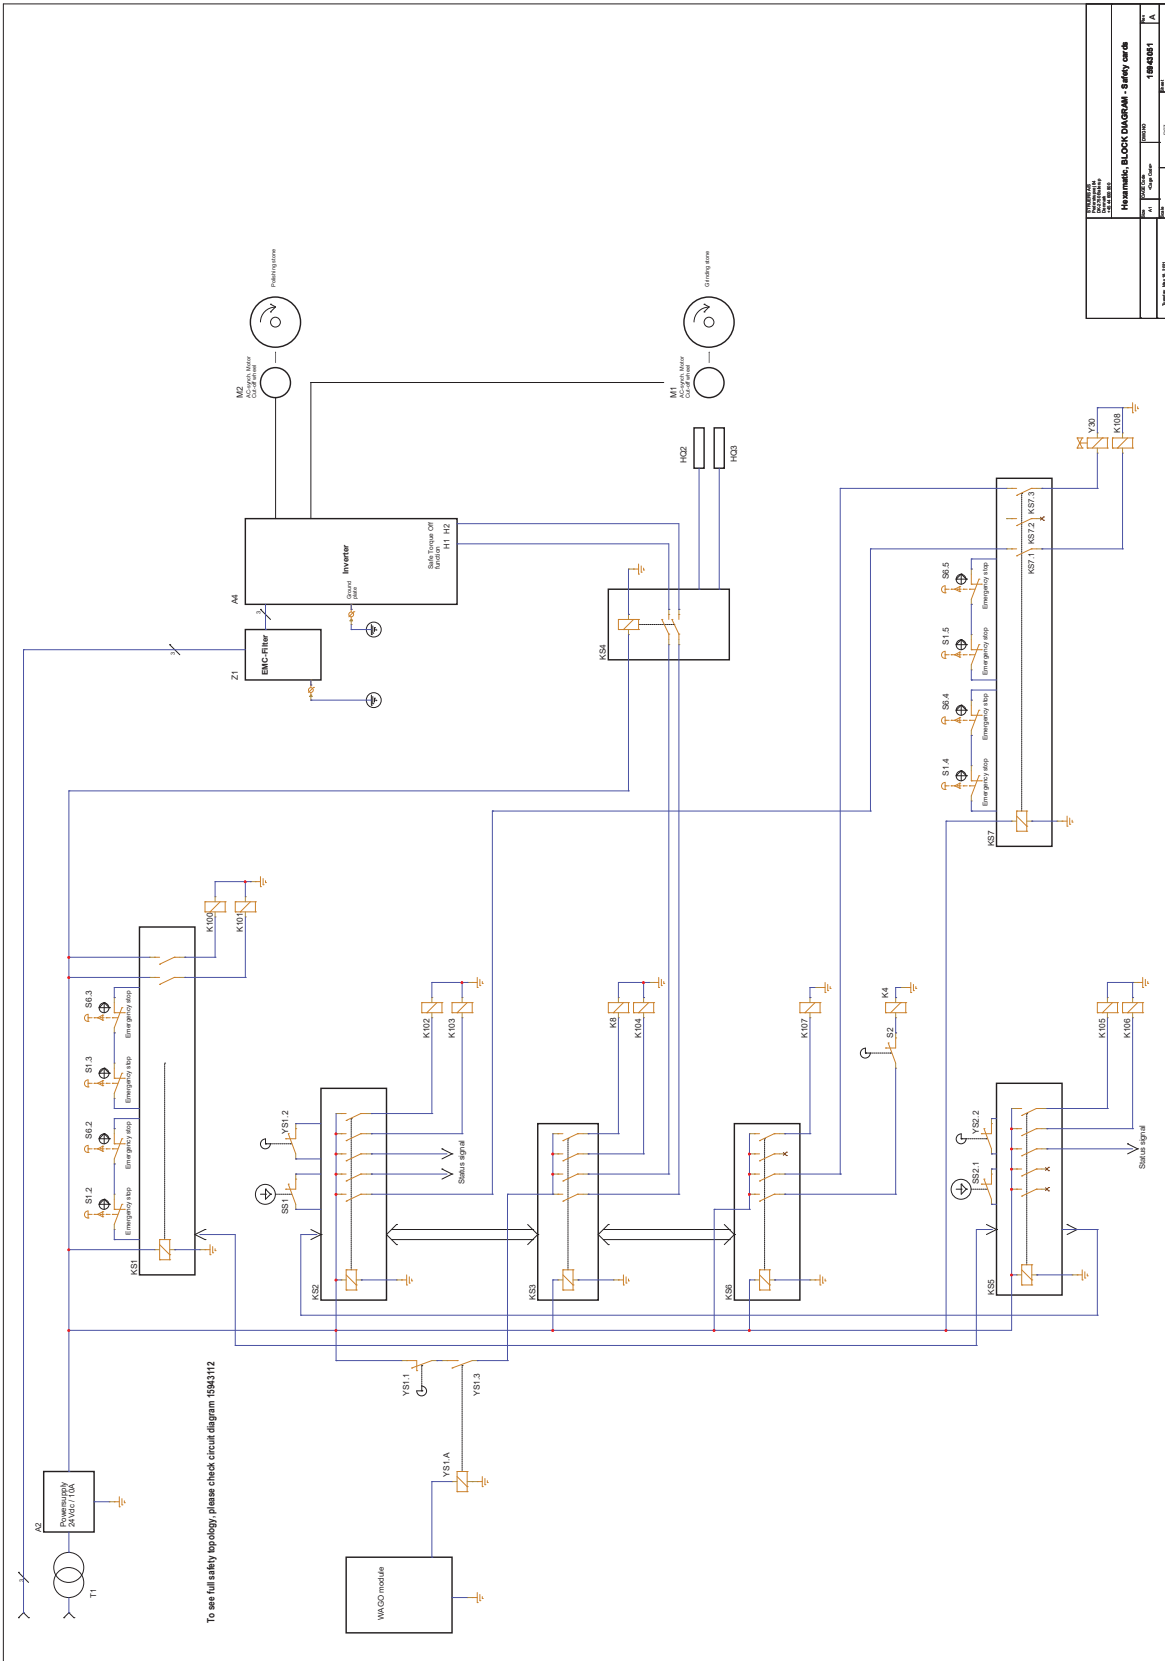 T1
A2
Powersupply
24Vdc / 10A
To see full safety topology, please check circuit diagram 15943112
WAGO module
YS1.A
YS1.1
YS1.3
KS1
S1.2
Emergency stop
S6.2
Emergency stop
S1.3
Emergency stop
S6.3
Emergency stop
K100
K101
KS2
SS1
YS1.2
Status signal
K102
K103
KS3
K8
K104
KS6
K107
S2
K4
KS5
SS2.1
YS2.2
Status signal
K105
K106
3
Z1
EMC-Filter
3
A4
3
Inverter
Ground
plate
Safe Torque Off
function
H1
H2
KS4
HQ2
HQ3
M2
AC-synch. Motor
Cut-off wheel
Polishing stone
M1
AC-synch. Motor
Cut-off wheel
Grinding stone
KS7
S1.4
Emergency stop
S6.4
Emergency stop
S1.5
Emergency stop
S6.5
Emergency stop
KS7.1
KS7.2
KS7.3
Y30
K108
Hexamatic, BLOCK DIAGRAM - Safety cards
A1
15943051
A